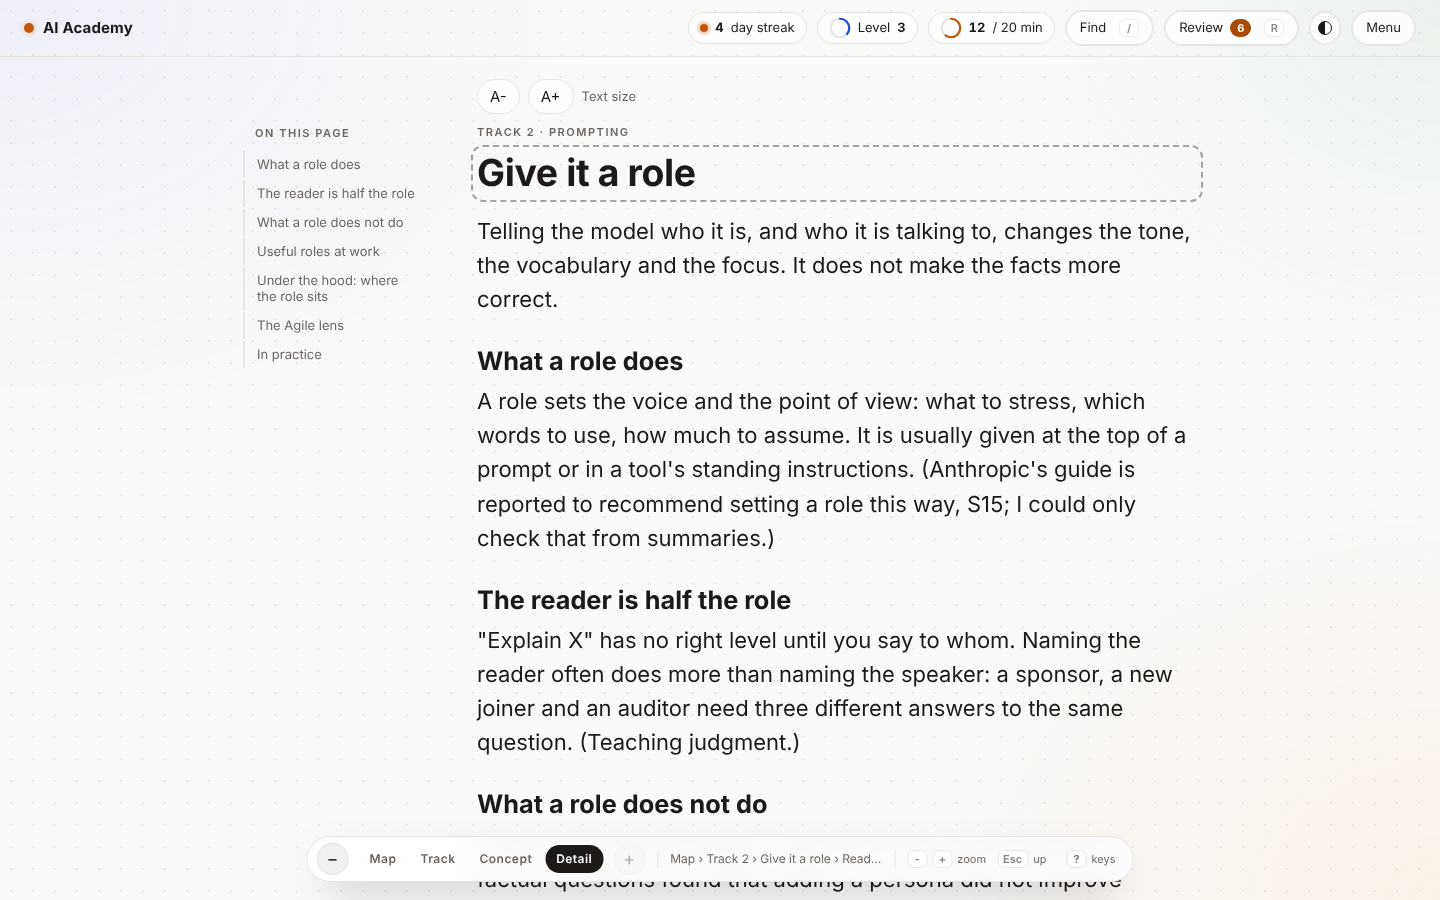 AI Academy
4 day streak
Level 3
12 / 20 min
Find /
Review 6 R
Menu
A- A+ Text size
ON THIS PAGE
What a role does
The reader is half the role
What a role does not do
Useful roles at work
Under the hood: where
the role sits
The Agile lens
In practice
TRACK 2 · PROMPTING
Give it a role
Telling the model who it is, and who it is talking to, changes the tone,
the vocabulary and the focus. It does not make the facts more
correct.
What a role does
A role sets the voice and the point of view: what to stress, which
words to use, how much to assume. It is usually given at the top of a
prompt or in a tool's standing instructions. (Anthropic's guide is
reported to recommend setting a role this way, S15; I could only
check that from summaries.)
The reader is half the role
"Explain X" has no right level until you say to whom. Naming the
reader often does more than naming the speaker: a sponsor, a new
joiner and an auditor need three different answers to the same
question. (Teaching judgment.)
What a role does not do
factual questions found that adding a persona did not improve
− Map Track Concept Detail + Map › Track 2 › Give it a role › Read... - + zoom Esc up ? keys